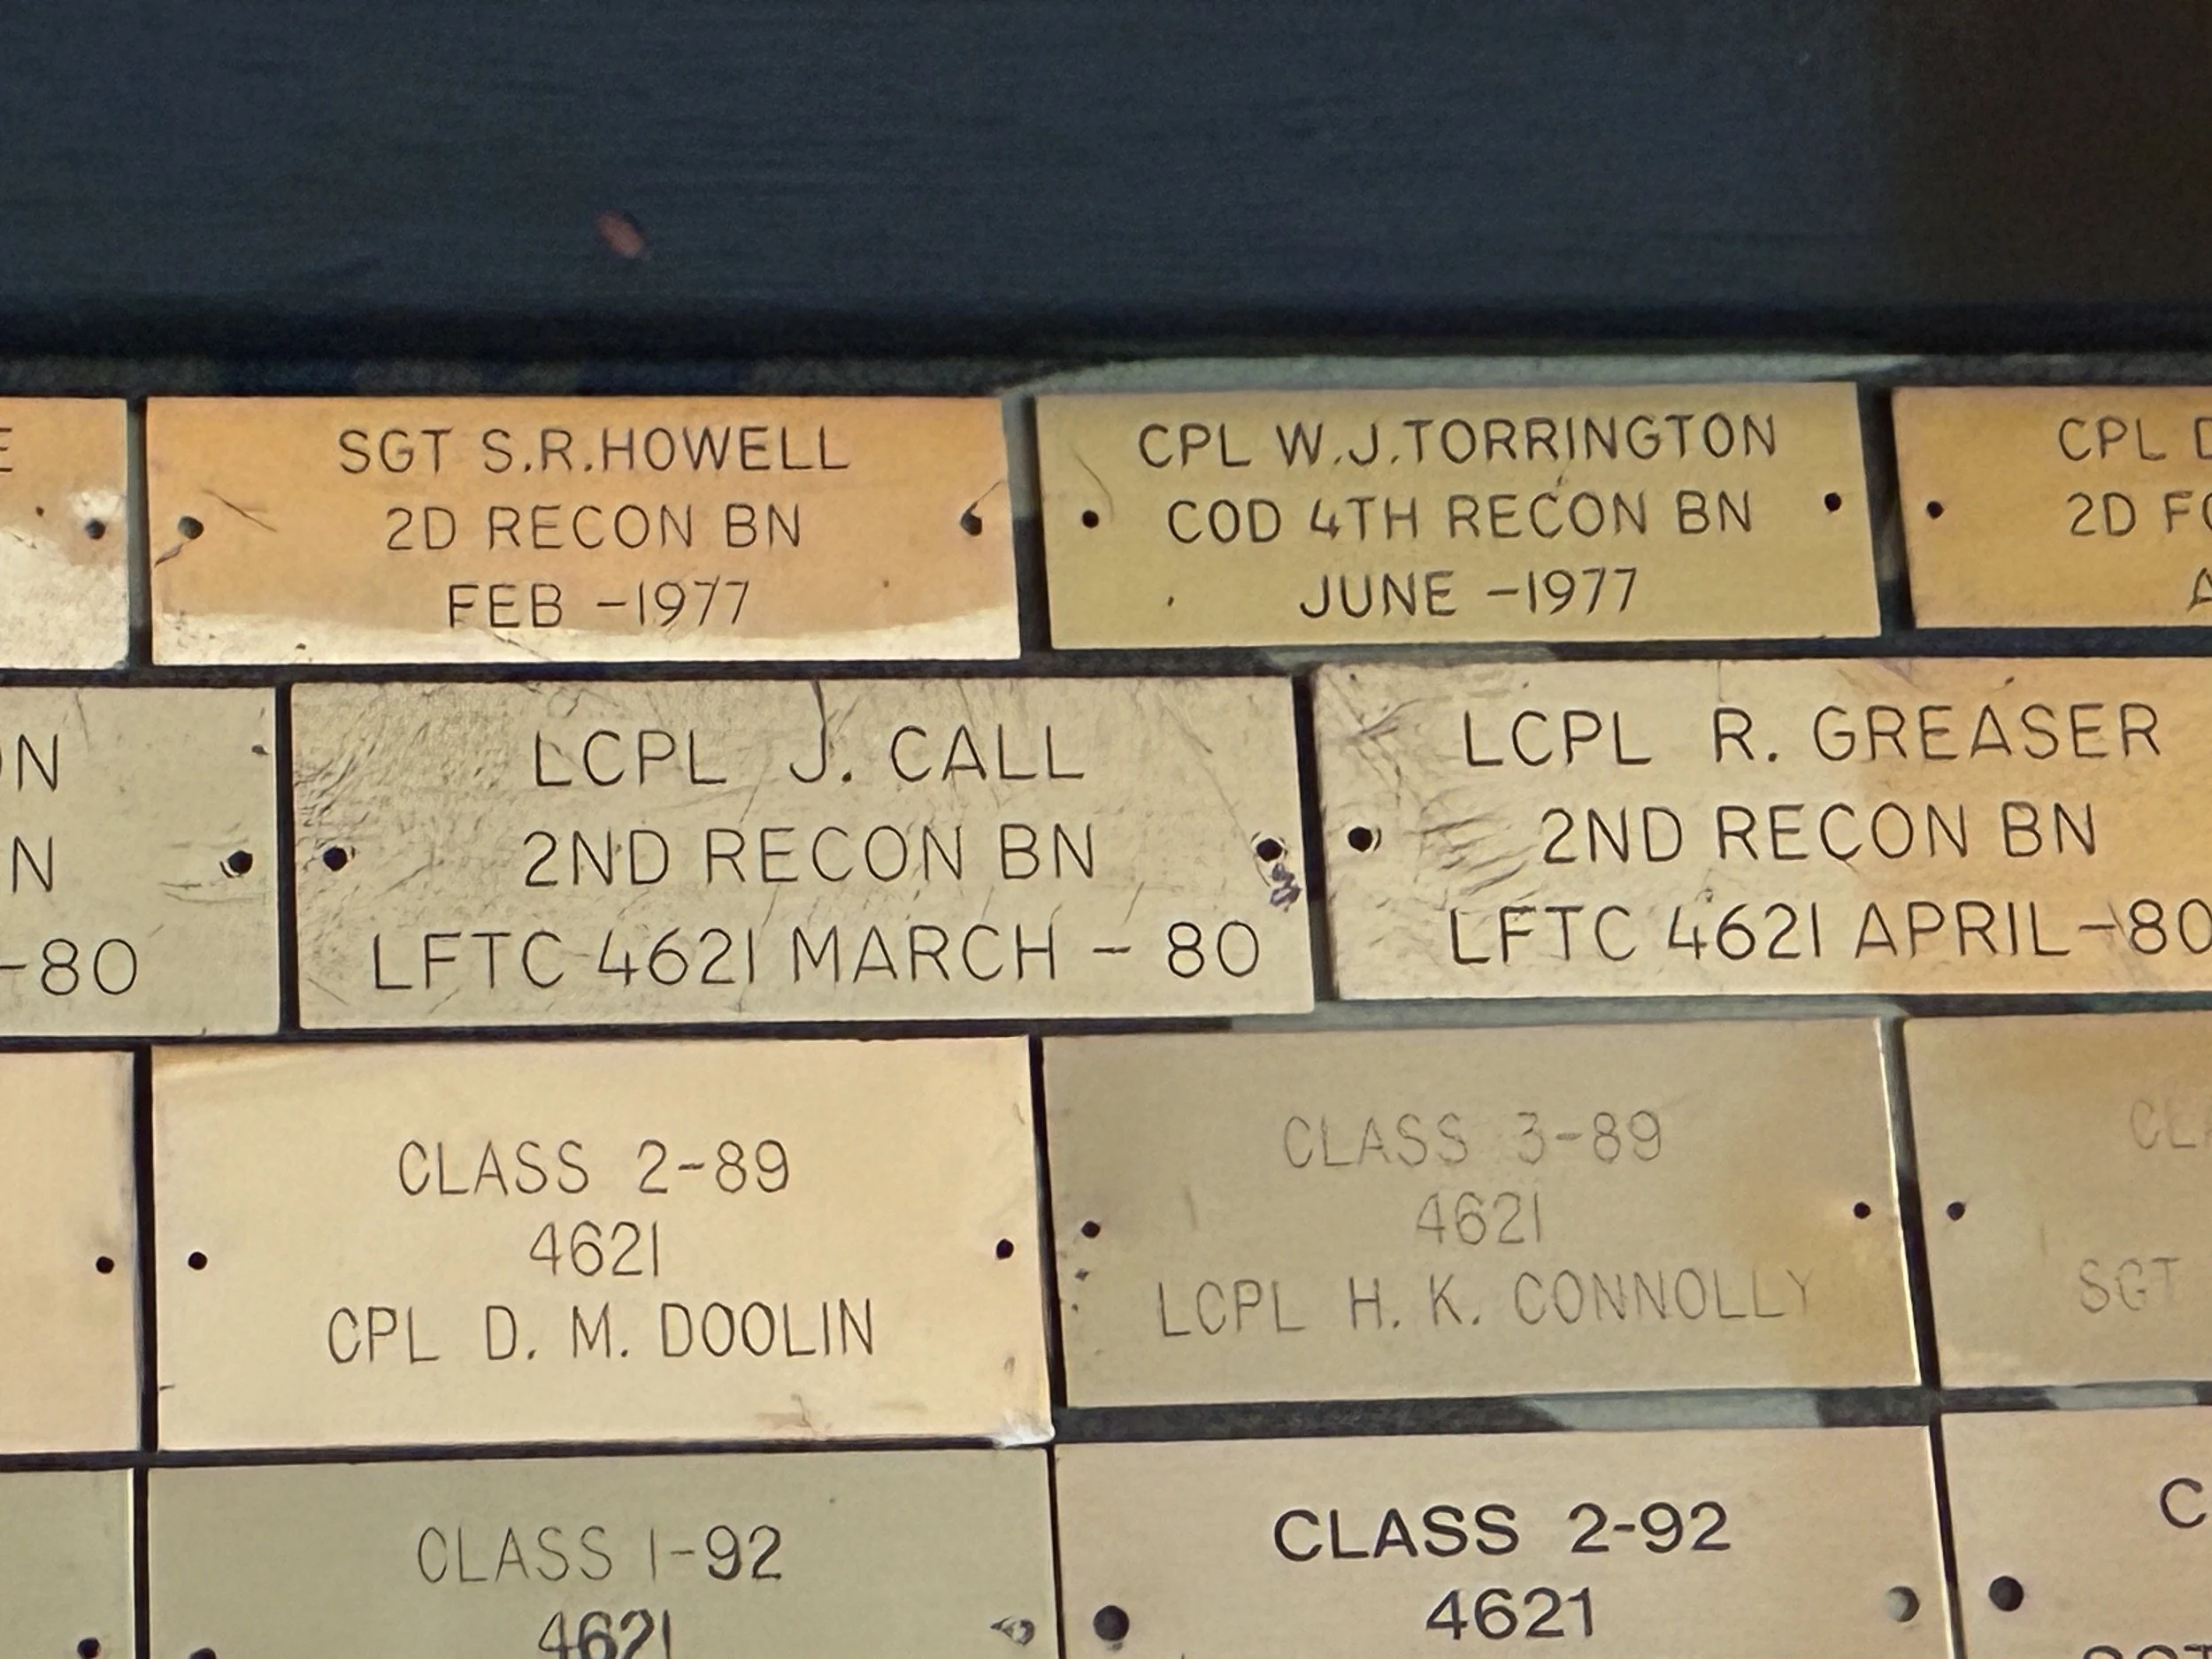 E
SGT S.R.HOWELL
2D RECON BN
FEB -1977
CPL W.J.TORRINGTON
COD 4TH RECON BN
JUNE -1977
CPL
2D
N
-80
LCPL J. CALL
2ND RECON BN
LFTC 4621 MARCH - 80
LCPL R. GREASER
2ND RECON BN
LFTC 4621 APRIL-80
CLASS 2-89
4621
CPL D. M. DOOLIN
CLASS 3-89
4621
LCPL H. K. CONNOLLY
SGT
CLASS 1-92
4621
CLASS 2-92
4621
C